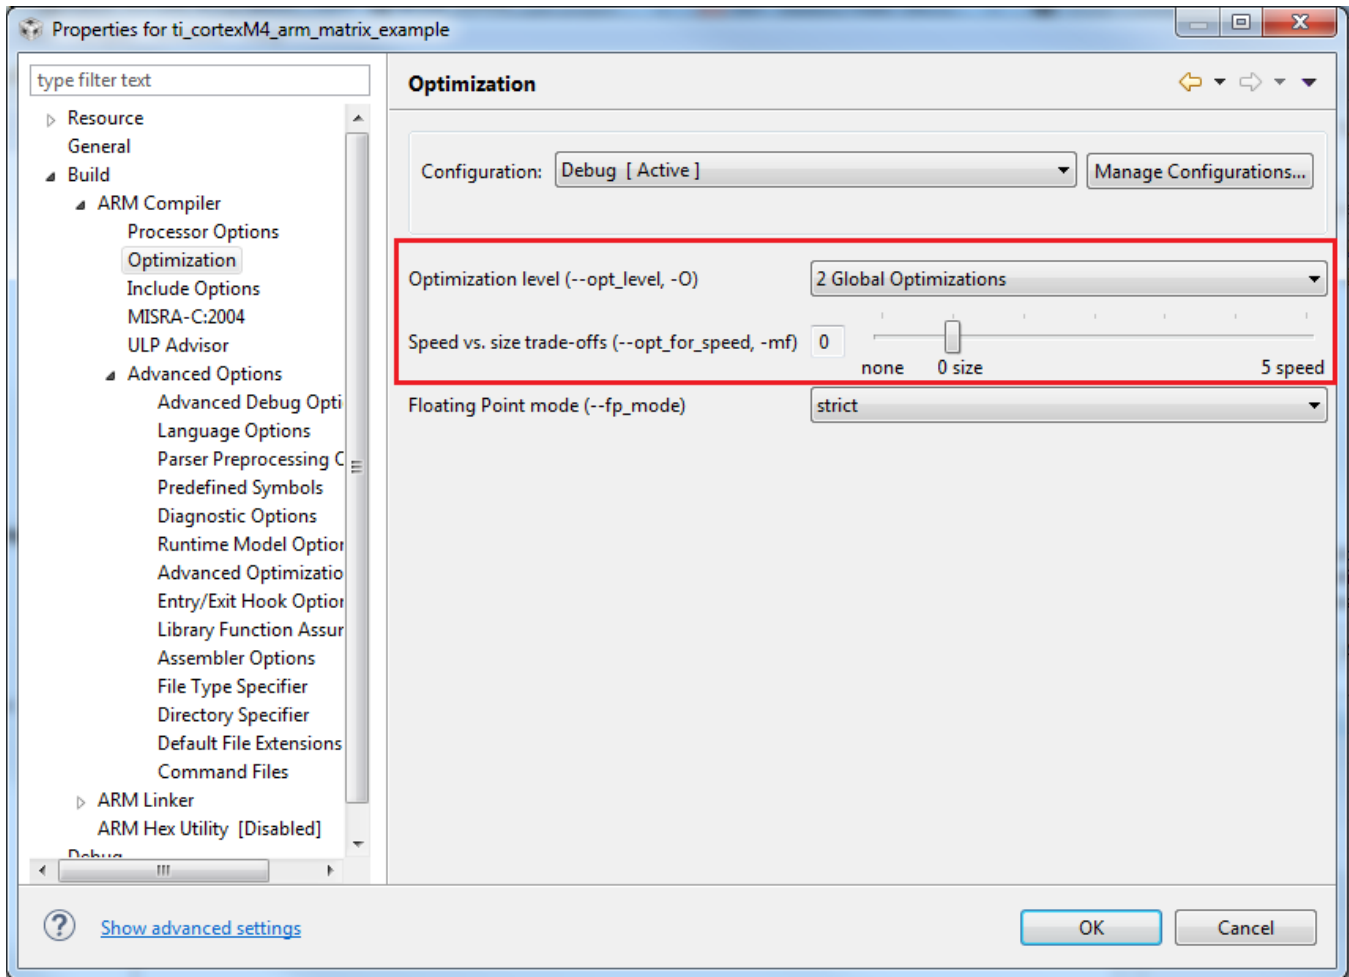 Properties for ti_cortexM4_arm_matrix_example
type filter text
Resource
General
Build
ARM Compiler
Processor Options
Optimization
Include Options
MISRA-C:2004
ULP Advisor
Advanced Options
Advanced Debug Opti
Language Options
Parser Preprocessing C
Predefined Symbols
Diagnostic Options
Runtime Model Option
Advanced Optimizatio
Entry/Exit Hook Option
Library Function Assur
Assembler Options
File Type Specifier
Directory Specifier
Default File Extensions
Command Files
ARM Linker
ARM Hex Utility [Disabled]
Debug
Optimization
Configuration: Debug [ Active ] Manage Configurations...
Optimization level (--opt_level, -O) 2 Global Optimizations
Speed vs. size trade-offs (--opt_for_speed, -mf) 0
none 0 size 5 speed
Floating Point mode (--fp_mode) strict
Show advanced settings
OK Cancel